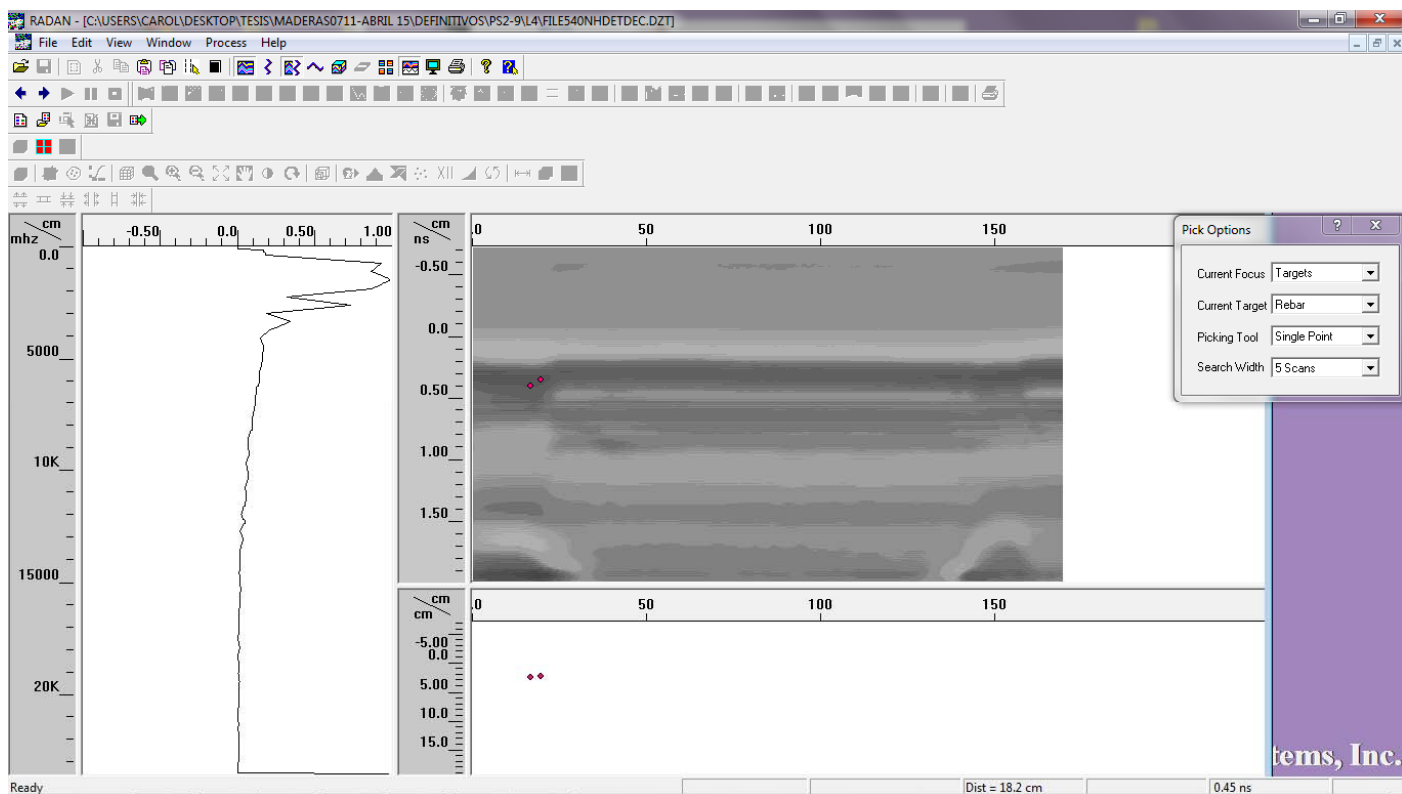 RADAN - [C:\USERS\CAROL\DESKTOP\TESIS\MADERAS0711-ABRIL 15\DEFINITIVOS\PS2-9\L4\FILE540NHDETDEC.DZT]
File Edit View Window Process Help
XII
cm
mhz
-0.50 0.0 0.50 1.00
0.0
5000
10K
15000
20K
cm
ns
.0 50 100 150
-0.50
0.0
0.50
1.00
1.50
cm
cm
.0 50 100 150
-5.00
0.0
5.00
10.0
15.0
Pick Options
Current Focus Targets
Current Target Rebar
Picking Tool Single Point
Search Width 5 Scans
tems, Inc.
Ready Dist = 18.2 cm 0.45 ns